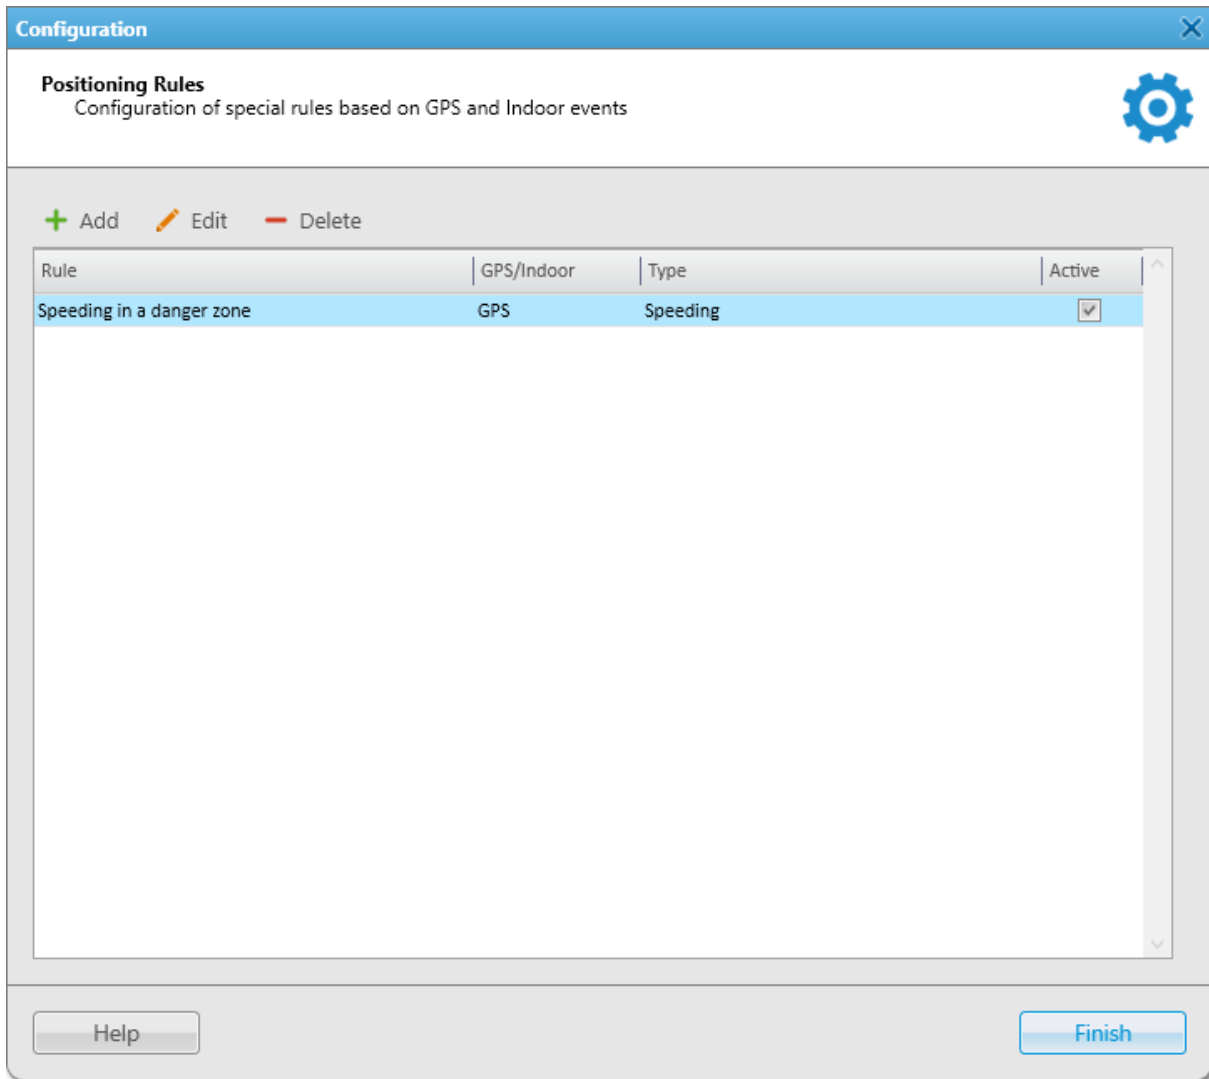 Configuration
Positioning Rules
Configuration of special rules based on GPS and Indoor events
Add Edit Delete
Rule GPS/Indoor Type Active
Speeding in a danger zone GPS Speeding
Help Finish